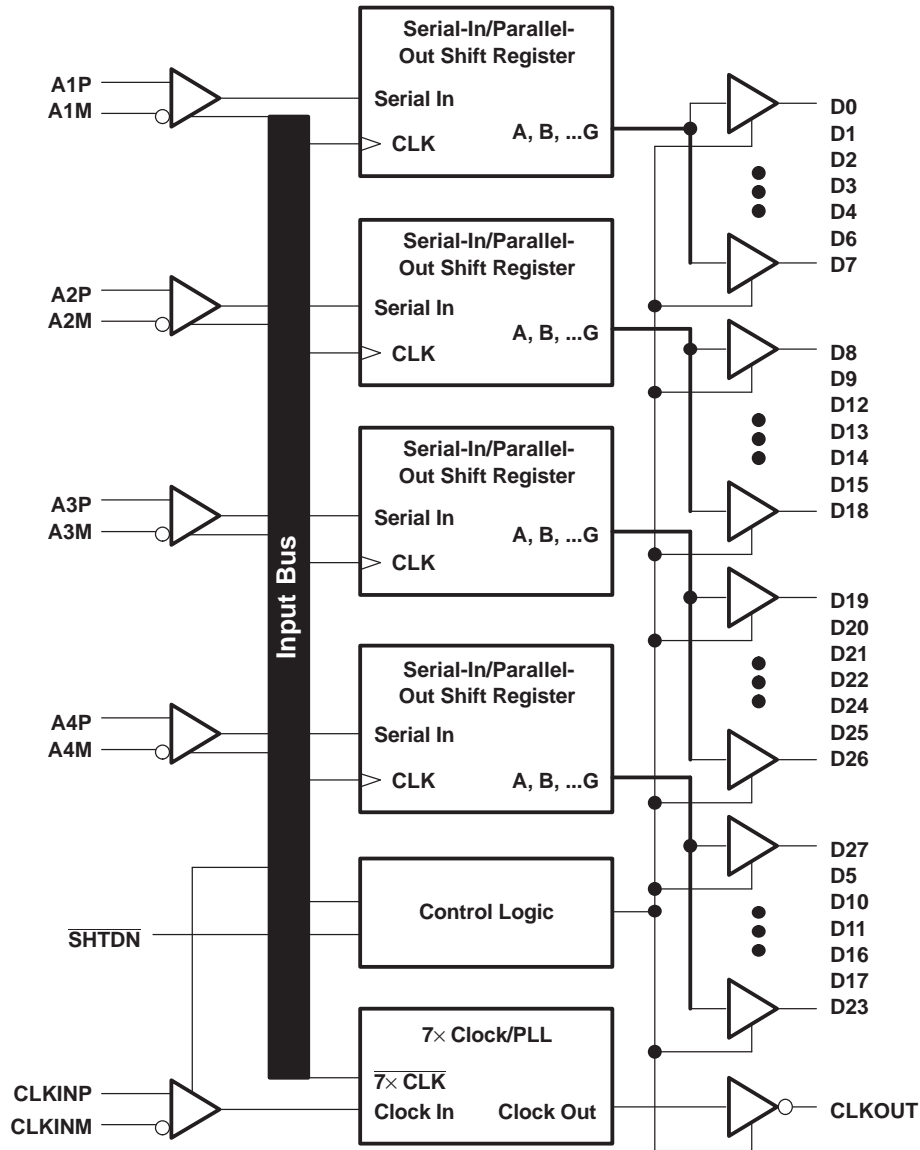 Serial-In/Parallel-
Out Shift Register
A1P
A1M
Serial In
A, B, ...G
CLK
D0
D1
D2
D3
D4
D6
D7
Serial-In/Parallel-
Out Shift Register
A2P
A2M
Serial In
A, B, ...G
CLK
D8
D9
D12
D13
D14
D15
D18
Serial-In/Parallel-
Out Shift Register
A3P
A3M
Serial In
A, B, ...G
CLK
Input Bus
D19
D20
D21
D22
D24
D25
D26
Serial-In/Parallel-
Out Shift Register
A4P
A4M
Serial In
CLK
A, B, ...G
D27
D5
D10
D11
D16
D17
D23
Control Logic
SHTDN
7× Clock/PLL
7× CLK
CLKINP
CLKINM
Clock In
Clock Out
CLKOUT